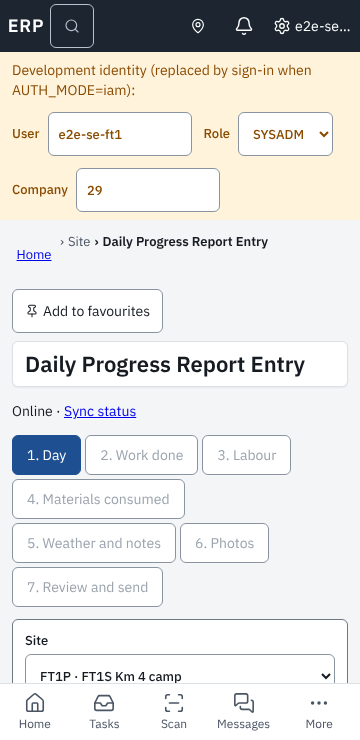 ERP
e2e-se...
Development identity (replaced by sign-in when
AUTH_MODE=iam):
User e2e-se-ft1 Role SYSADM
Company 29
Home › Site › Daily Progress Report Entry
Add to favourites
Daily Progress Report Entry
Online · Sync status
1. Day 2. Work done 3. Labour
4. Materials consumed
5. Weather and notes 6. Photos
7. Review and send
Site
FT1P · FT1S Km 4 camp
Home Tasks Scan Messages More